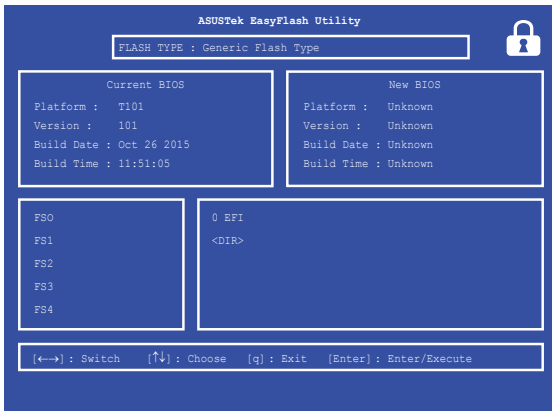 ASUSTek EasyFlash Utility
FLASH TYPE : Generic Flash Type
Current BIOS
Platform : T101
Version : 101
Build Date : Oct 26 2015
Build Time : 11:51:05
New BIOS
Platform : Unknown
Version : Unknown
Build Date : Unknown
Build Time : Unknown
FSO
FS1
FS2
FS3
FS4
0 EFI
<DIR>
[←→] : Switch [↑↓] : Choose [q] : Exit [Enter] : Enter/Execute